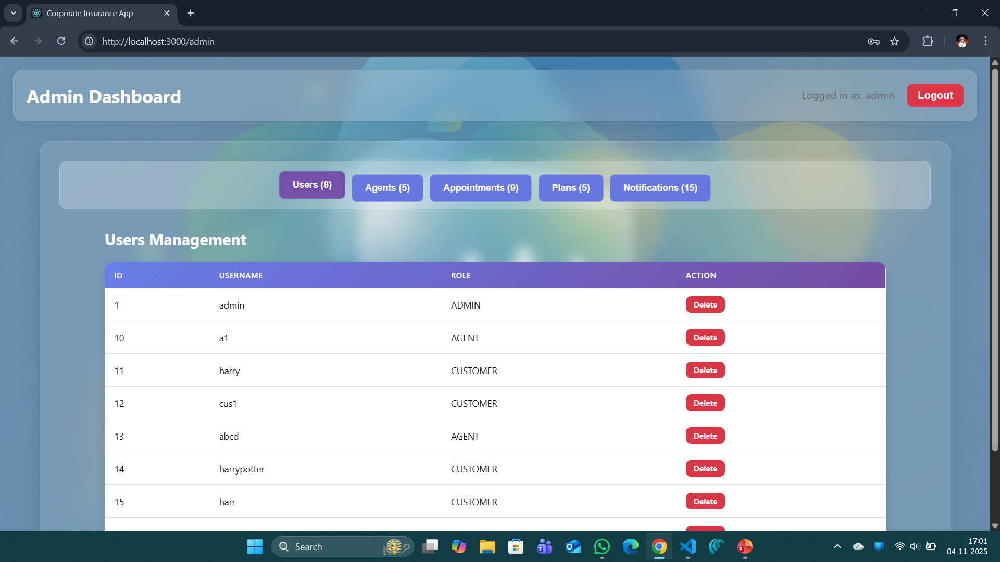 Corporate Insurance App
http://localhost:3000/admin
Admin Dashboard
Logged in as: admin
Logout
Users (8)
Agents (5)
Appointments (9)
Plans (5)
Notifications (15)
Users Management
ID USERNAME ROLE ACTION
1 admin ADMIN Delete
10 a1 AGENT Delete
11 harry CUSTOMER Delete
12 cus1 CUSTOMER Delete
13 abcd AGENT Delete
14 harrypotter CUSTOMER Delete
15 harr CUSTOMER Delete
Search
17:01
04-11-2025